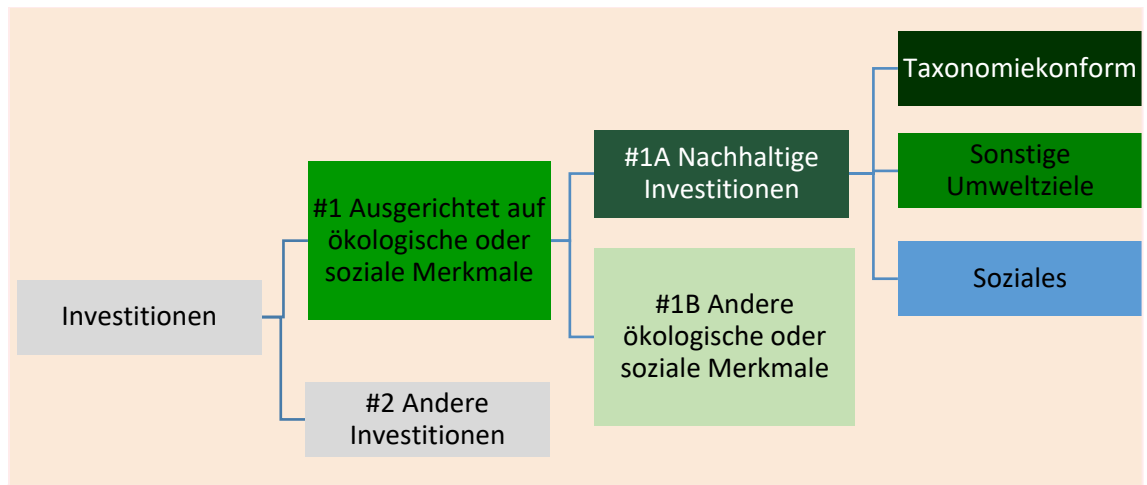 Investitionen
#1 Ausgerichtet auf
ökologische oder
soziale Merkmale
#2 Andere
Investitionen
#1A Nachhaltige
Investitionen
#1B Andere
ökologische oder
soziale Merkmale
Taxonomiekonform
Sonstige
Umweltziele
Soziales